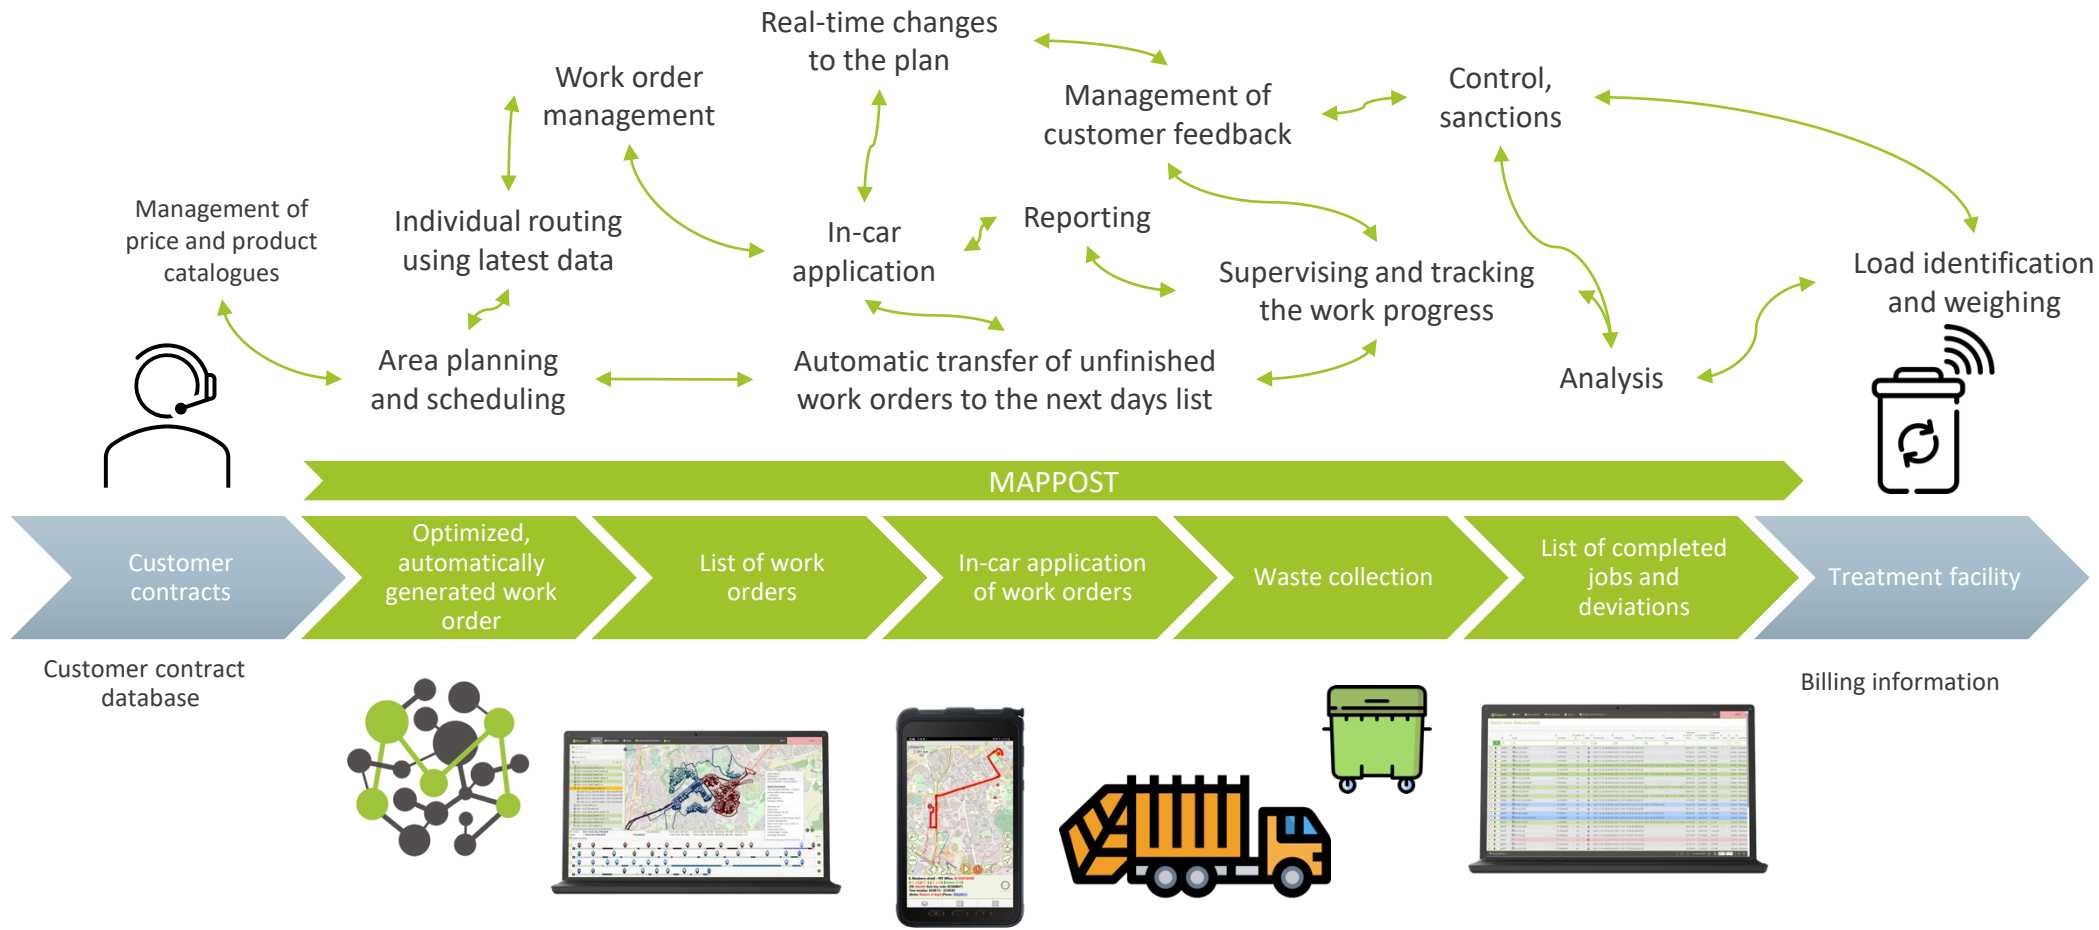 Real-time changes
to the plan
Work order
management
Management of
customer feedback
Control,
sanctions
Management of
price and product
catalogues
Individual routing
using latest data
In-car
application
Reporting
Supervising and tracking
the work progress
Load identification
and weighing
Area planning
and scheduling
Automatic transfer of unfinished
work orders to the next days list
Analysis
MAPPOST
Customer
contracts
Optimized,
automatically
generated work
order
List of work
orders
In-car application
of work orders
Waste collection
List of completed
jobs and
deviations
Treatment facility
Customer contract
database
Billing information